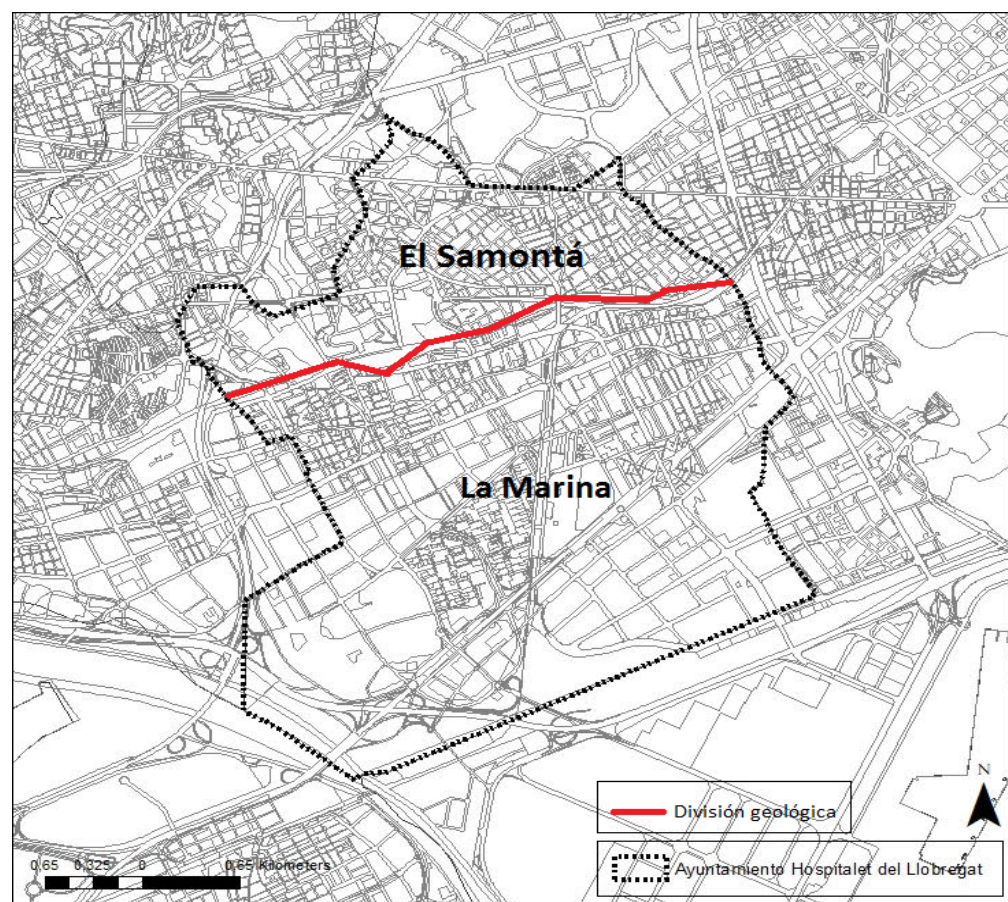 El Samontá
La Marina
N
División geológica
0,65 0,325 0 0,65 Kilometers
Ayuntamiento Hospitalet del Llobregat